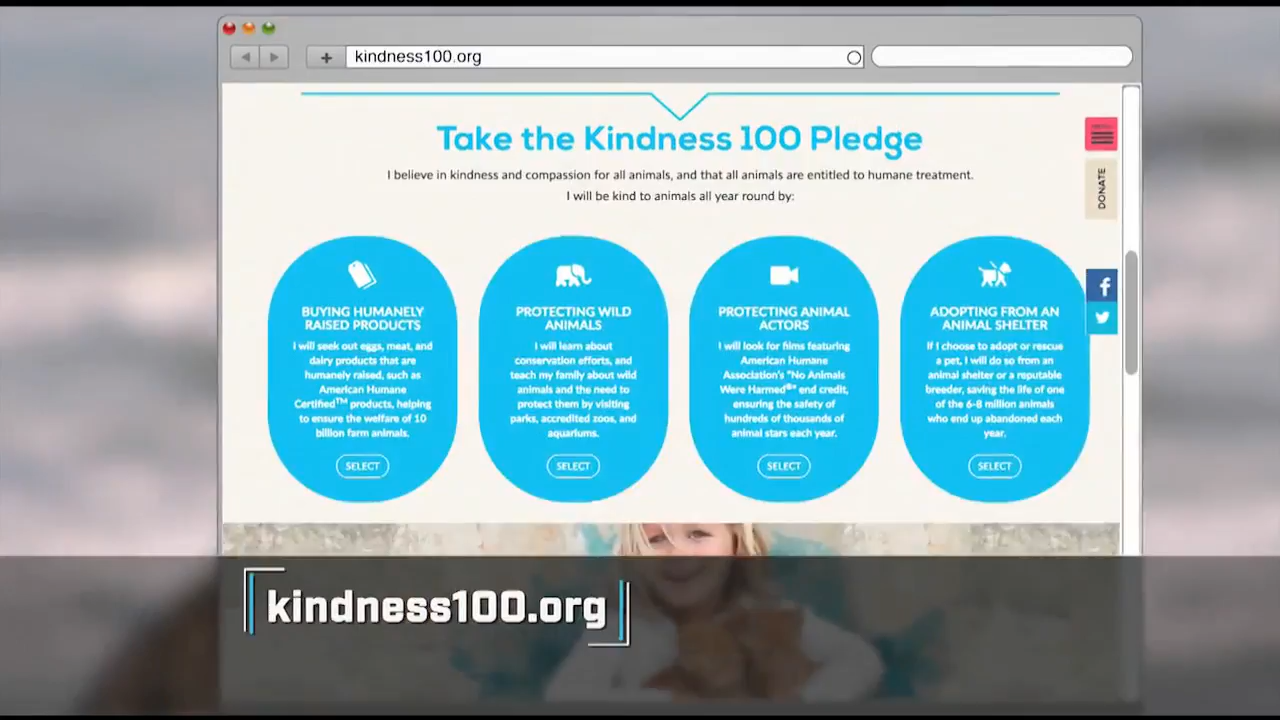 kindness100.org
Take the Kindness 100 Pledge
I believe in kindness and compassion for all animals, and that all animals are entitled to humane treatment.
I will be kind to animals all year round by:
DONATE
BUYING HUMANELY
RAISED PRODUCTS
I will seek out eggs, meat, and
dairy products that are
humanely raised, such as
American Humane
Certified™ products, helping
to ensure the welfare of 10
billion farm animals.
SELECT
PROTECTING WILD
ANIMALS
I will learn about
conservation efforts, and
teach my family about wild
animals and the need to
protect them by visiting
parks, accredited zoos, and
aquariums.
SELECT
PROTECTING ANIMAL
ACTORS
I will look for films featuring
American Humane
Association's "No Animals
Were Harmed®" end credit,
ensuring the safety of
hundreds of thousands of
animal stars each year.
SELECT
ADOPTING FROM AN
ANIMAL SHELTER
If I choose to adopt or rescue
a pet, I will do so from an
animal shelter or a reputable
breeder, saving the life of one
of the 6-8 million animals
who end up abandoned each
year.
SELECT
kindness100.org